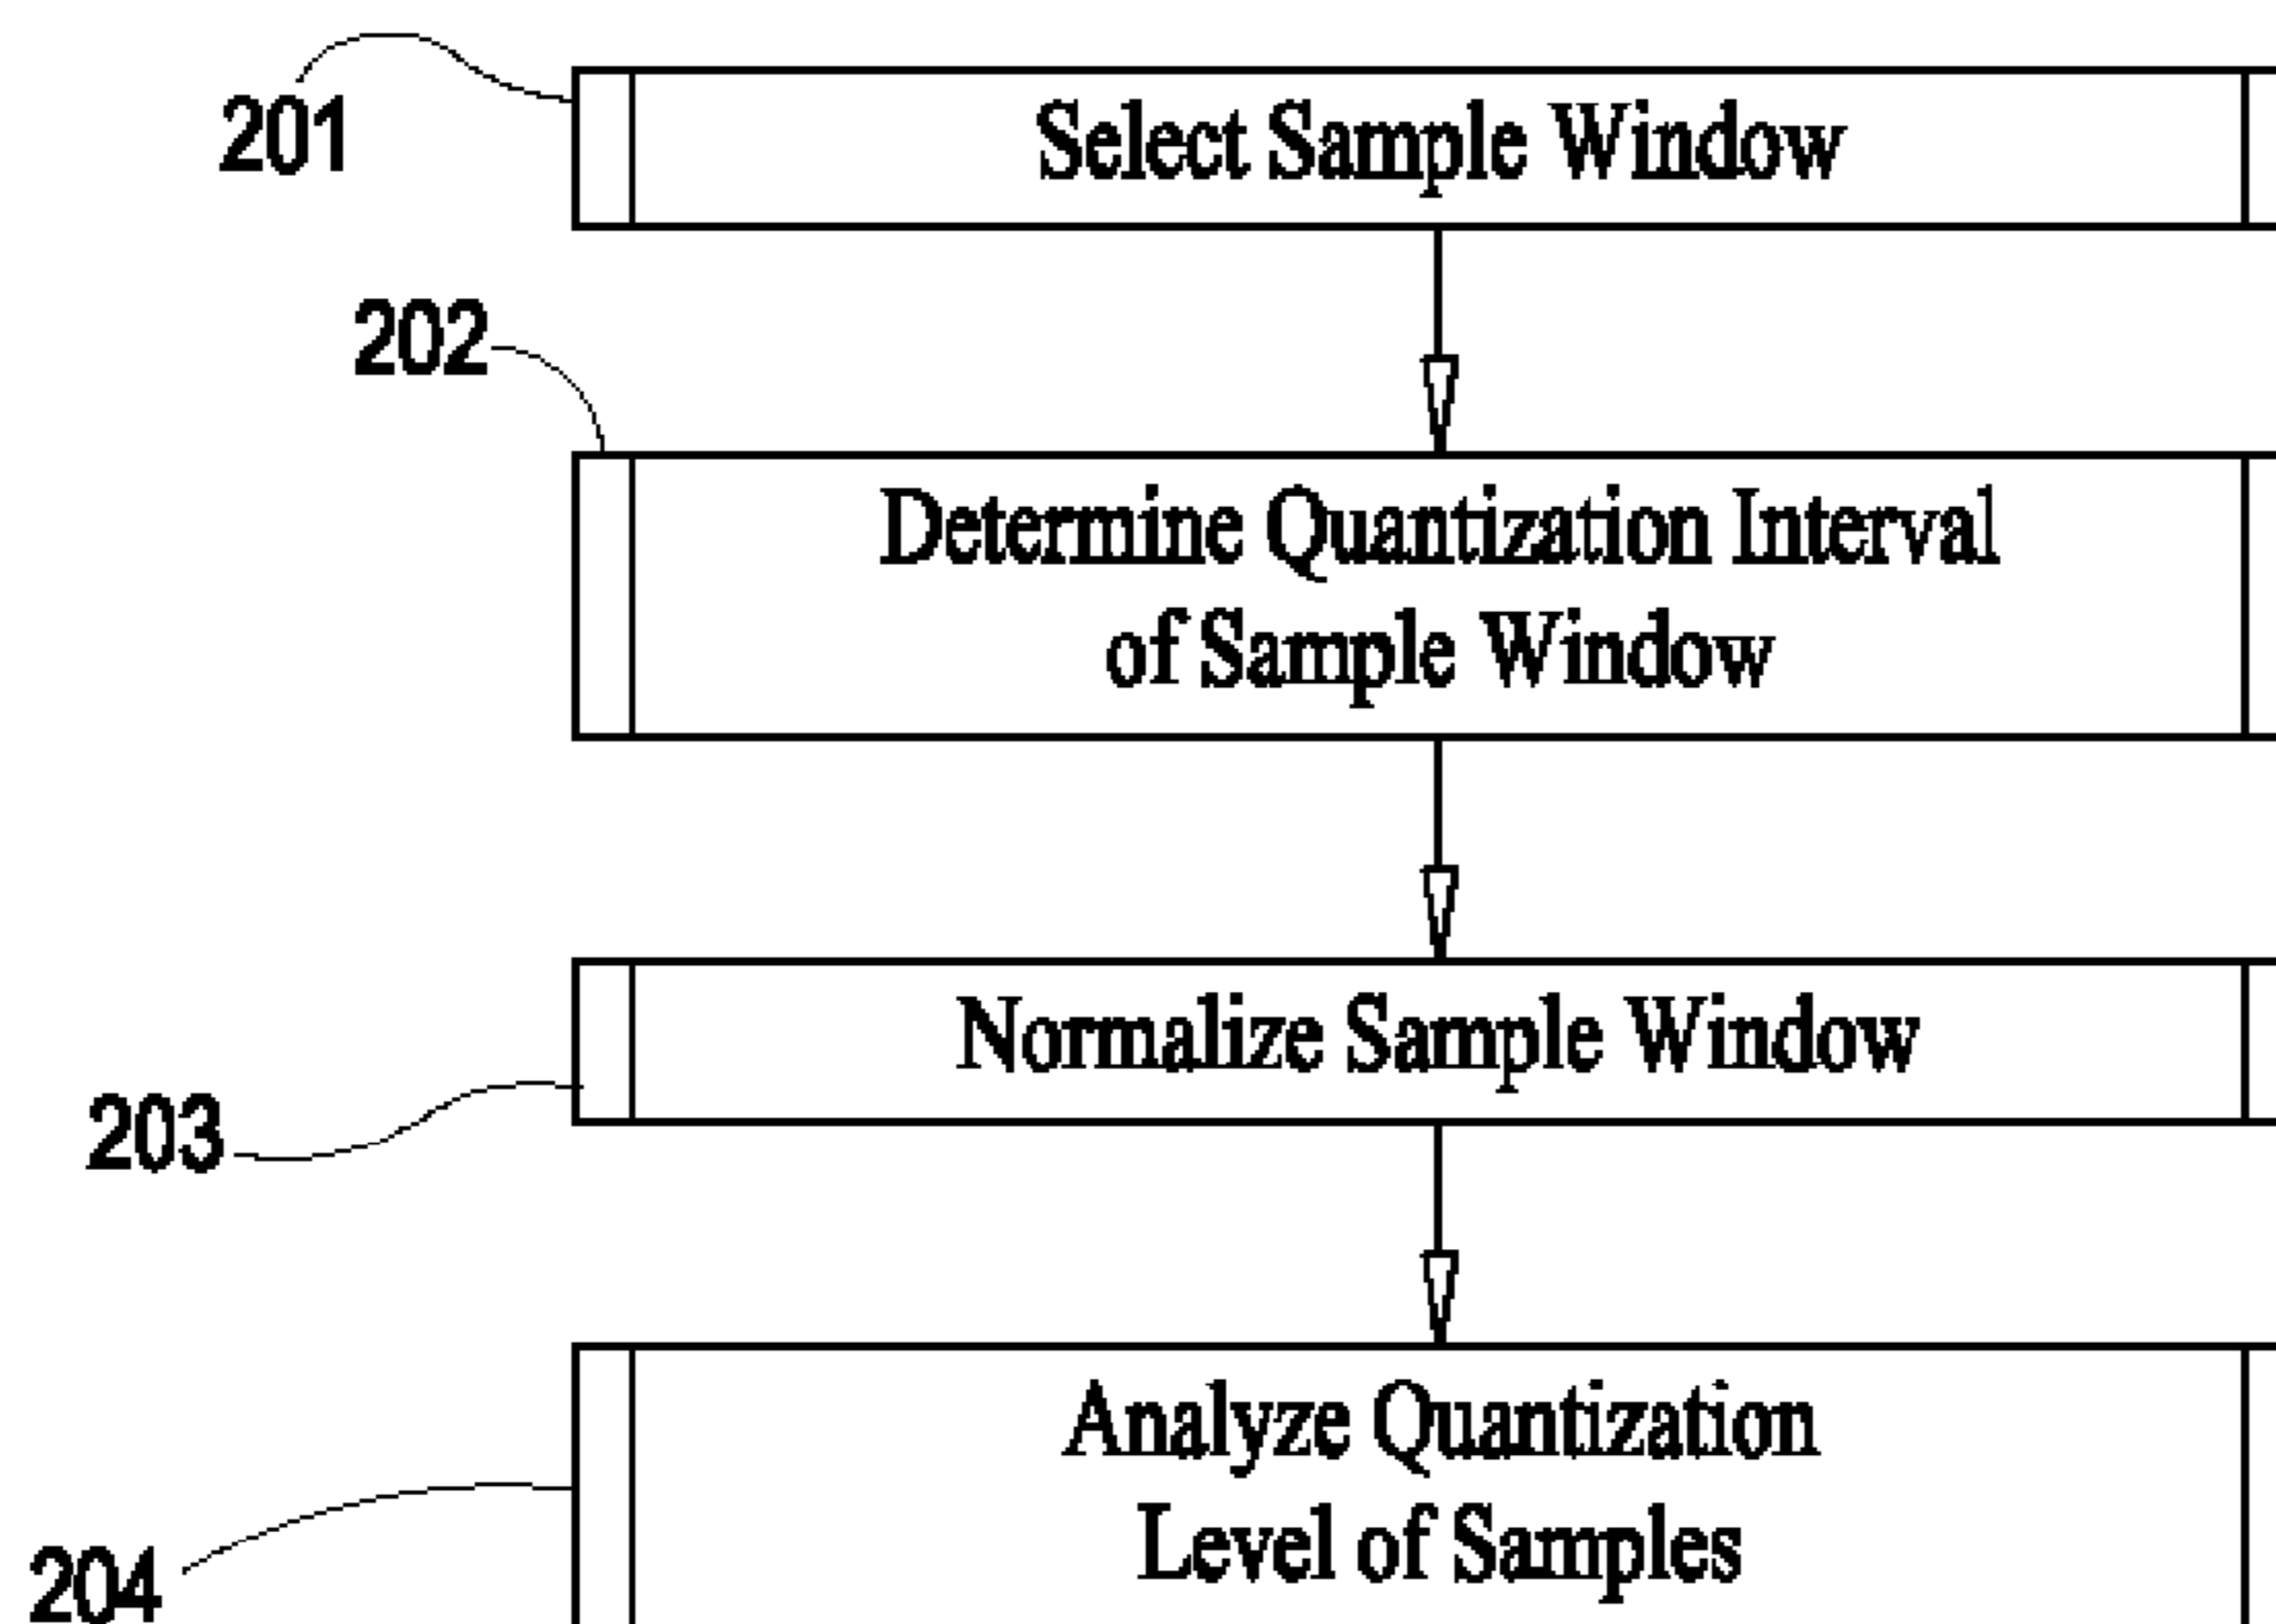 201
Select Sample Window
202
Determine Quantization Interval
of Sample Window
Normalize Sample Window
203
Analyze Quantization
Level of Samples
204